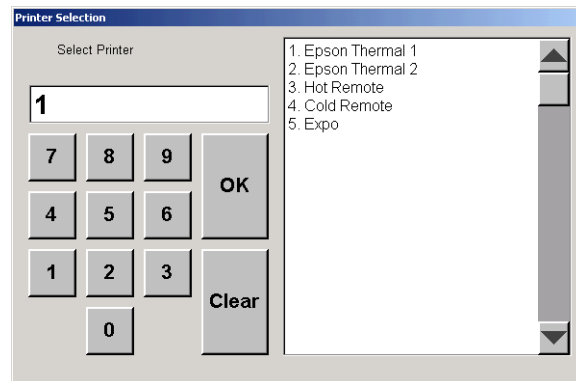 Printer Selection
Select Printer
1
7 8 9
OK
4 5 6
1 2 3
Clear
0
1. Epson Thermal 1
2. Epson Thermal 2
3. Hot Remote
4. Cold Remote
5. Expo